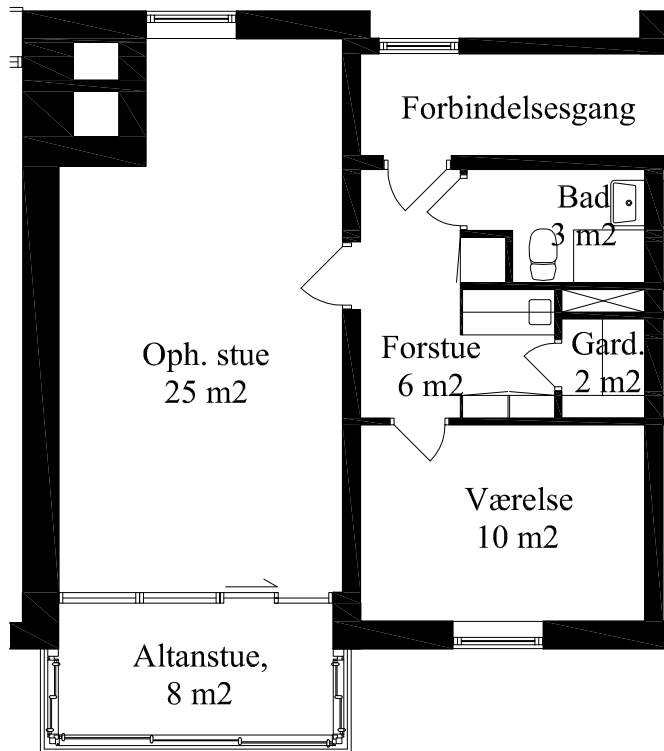 Forbindelsesgang
Bad
3 m2
Oph. stue
25 m2
Forstue
6 m2
Gard.
2 m2
Værelse
10 m2
Altanstue,
8 m2